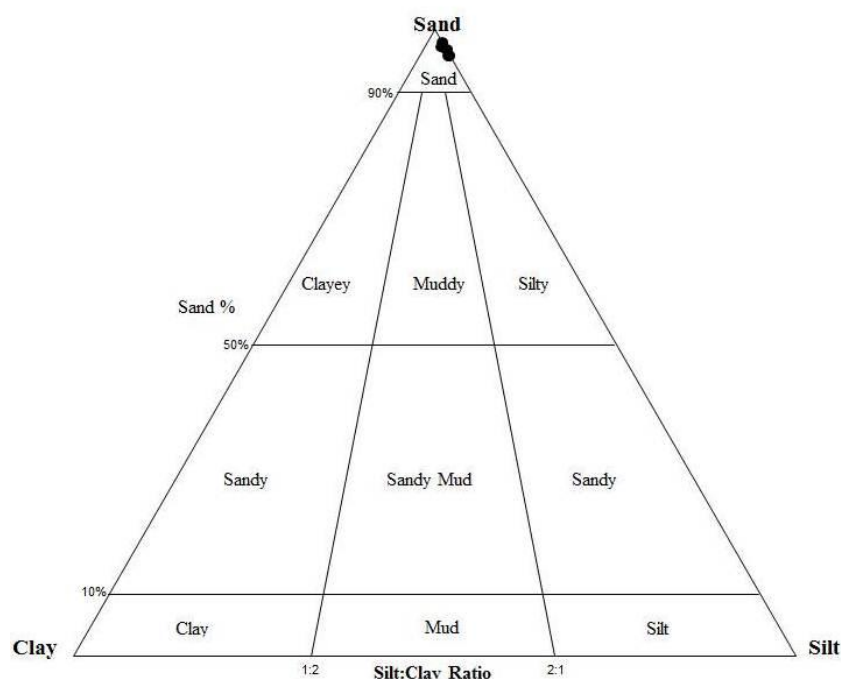 Sand
Sand
90%
Clayey
Muddy
Silty
Sand %
50%
Sandy
Sandy Mud
Sandy
10%
Clay
Mud
Silt
Clay
Silt
1:2
Silt:Clay Ratio
2:1